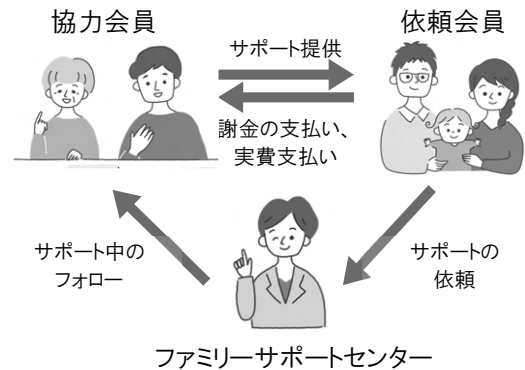 協力会員
依頼会員
サポート提供
謝金の支払い、
実費支払い
サポート中の
フォロー
サポートの
依頼
ファミリーサポートセンター